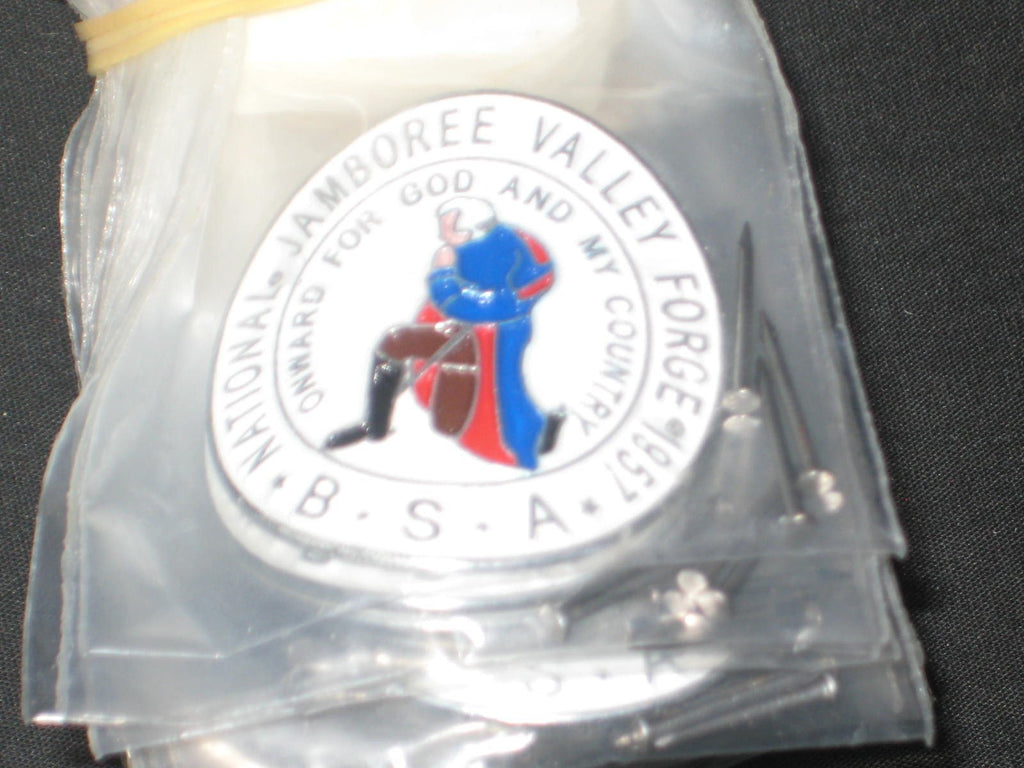 NATIONAL JAMBOREE VALLEY FORGE 1957
ONWARD FOR GOD AND MY COUNTRY
B · S · A
S · A